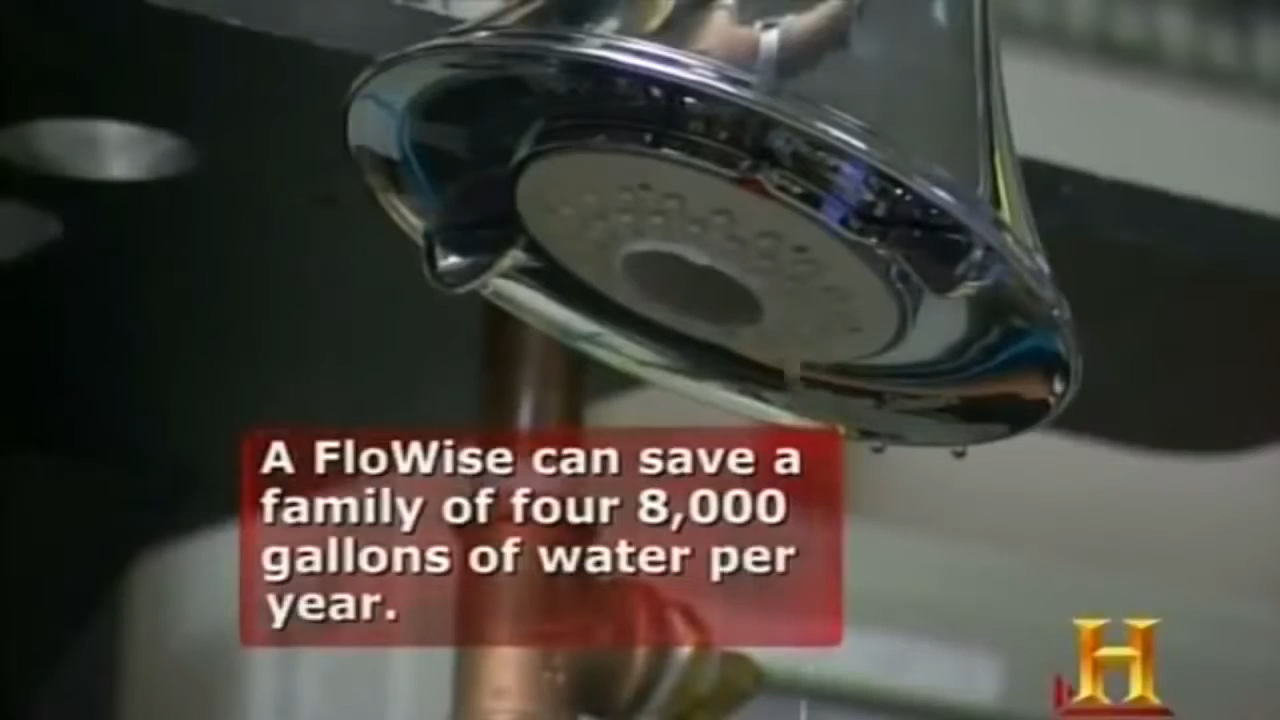 A FloWise can save a
family of four 8,000
gallons of water per
year.
H